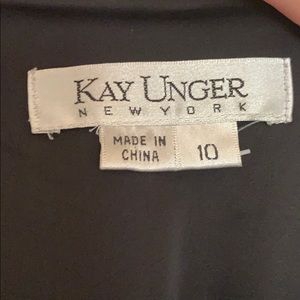 KAY UNGER
NEW YORK
MADE IN
CHINA
10